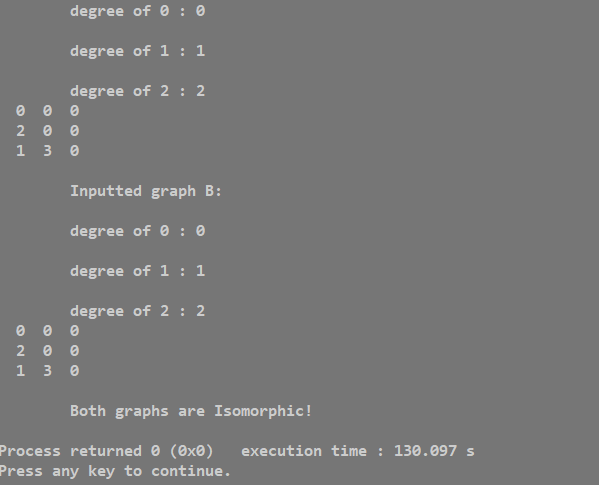 degree of 0 : 0
degree of 1 : 1
degree of 2 : 2
0 0 0
2 0 0
1 3 0
Inputted graph B:
degree of 0 : 0
degree of 1 : 1
degree of 2 : 2
0 0 0
2 0 0
1 3 0
Both graphs are Isomorphic!
Process returned 0 (0x0) execution time : 130.097 s
Press any key to continue.